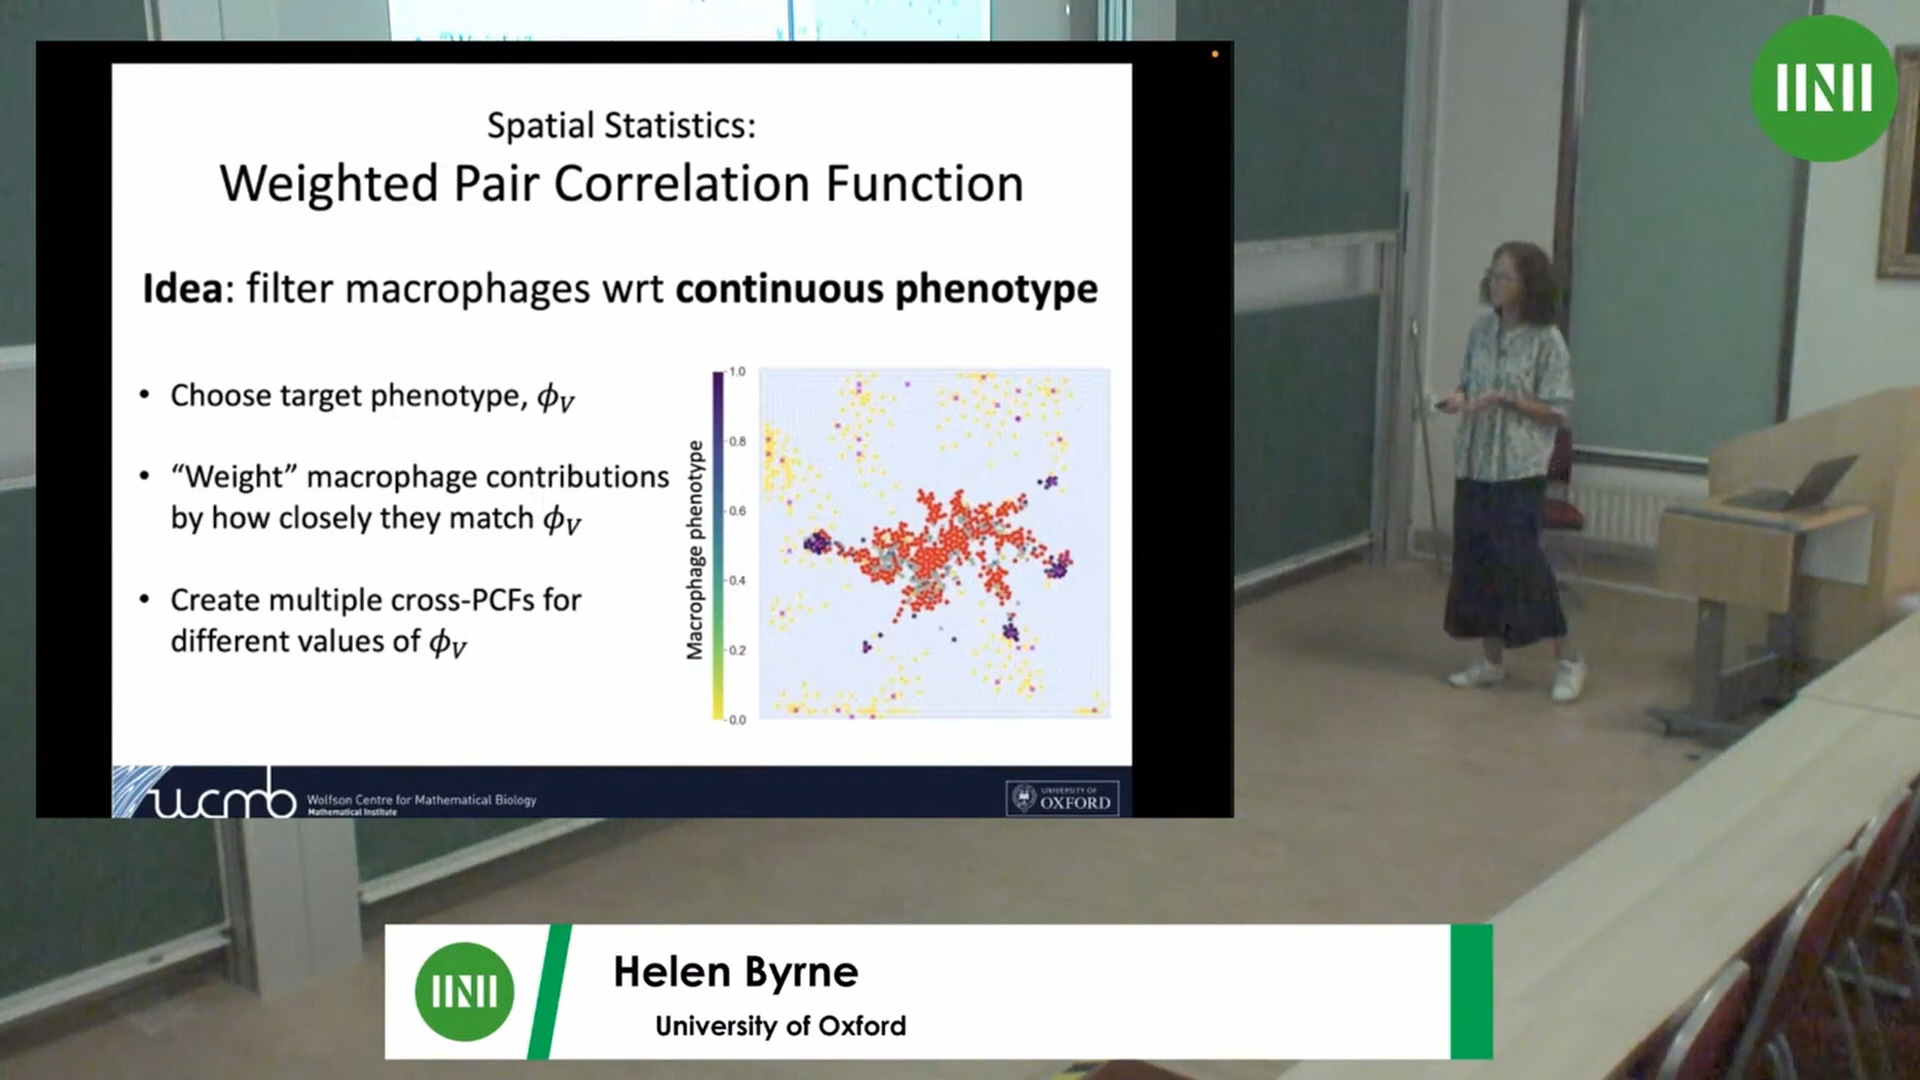 Spatial Statistics:
Weighted Pair Correlation Function
Idea: filter macrophages wrt continuous phenotype
• Choose target phenotype, ϕV
• “Weight” macrophage contributions
by how closely they match ϕV
• Create multiple cross-PCFs for
different values of ϕV
Macrophage phenotype
1.0
0.8
0.6
0.4
0.2
0.0
wcmb
Wolfson Centre for Mathematical Biology
Mathematical Institute
UNIVERSITY OF
OXFORD
Helen Byrne
University of Oxford